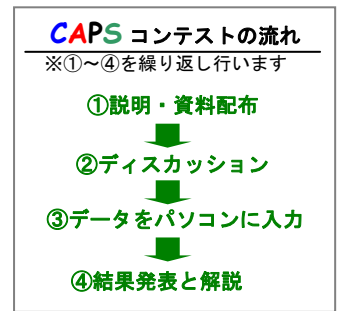 CAPS コンテストの流れ
※①～④を繰り返し行います
①説明・資料配布
②ディスカッション
③データをパソコンに入力
④結果発表と解説